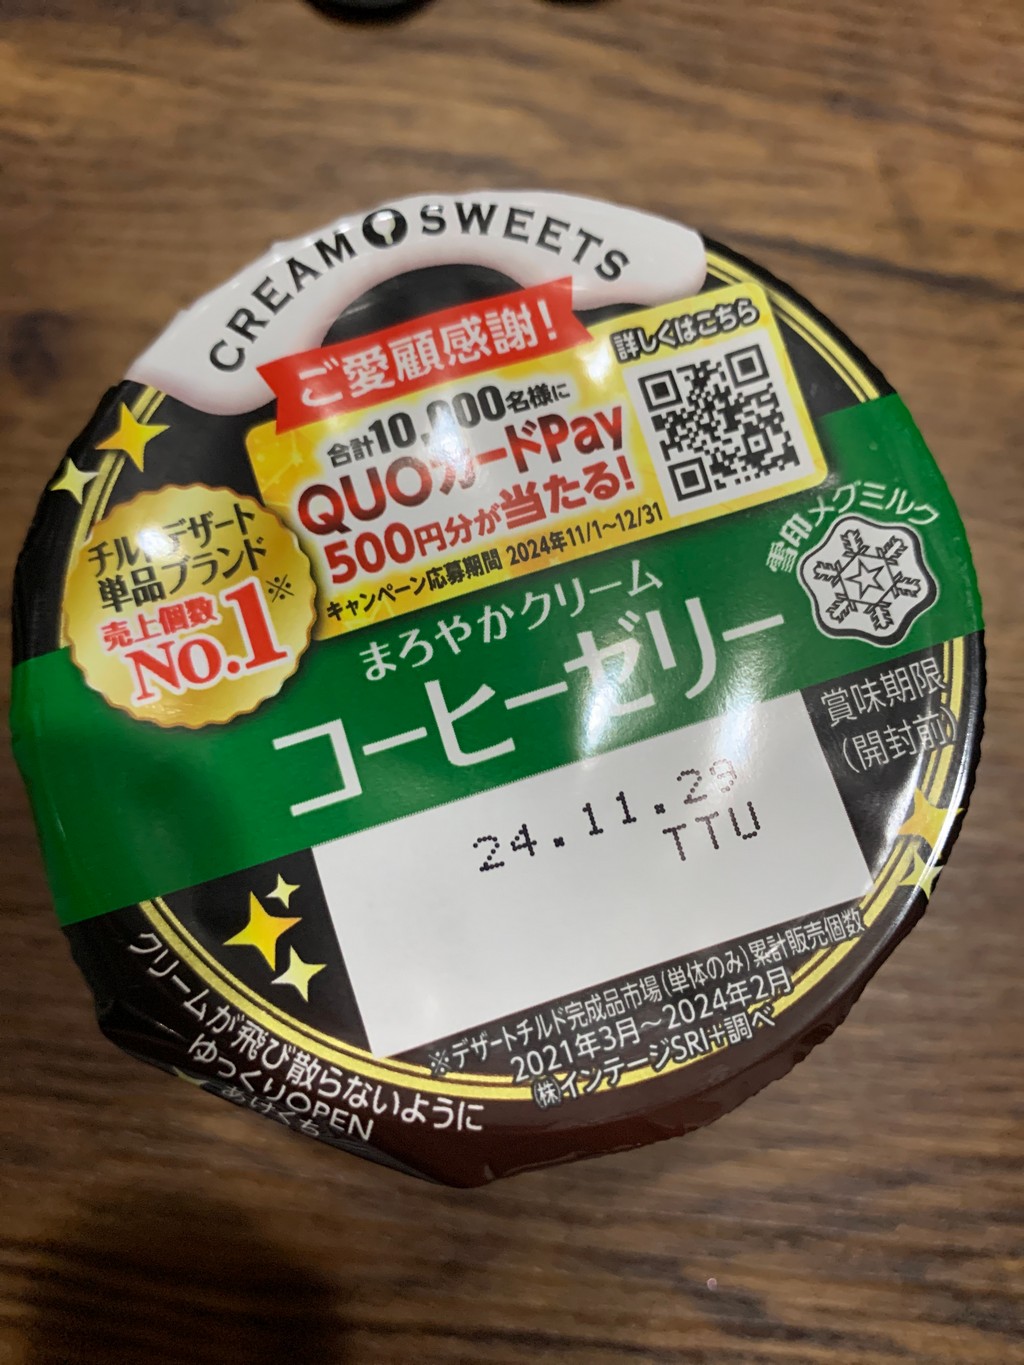 CREAM SWEETS
ご愛顧感謝!
詳しくはこちら
合計10,000名様に
QUOカードPay
500円分が当たる!
キャンペーン応募期間 2024年11/1~12/31
チルドデザート
単品ブランド※
売上個数
No.1
雪印メグミルク
まろやかクリーム
コーヒーゼリー
賞味期限
(開封前)
24.11.29
TTU
※デザートチルド完成品市場(単体のみ)累計販売個数
2021年3月~2024年2月
㈱インテージSRI+調べ
クリームが飛び散らないように
ゆっくりOPEN
あけくち